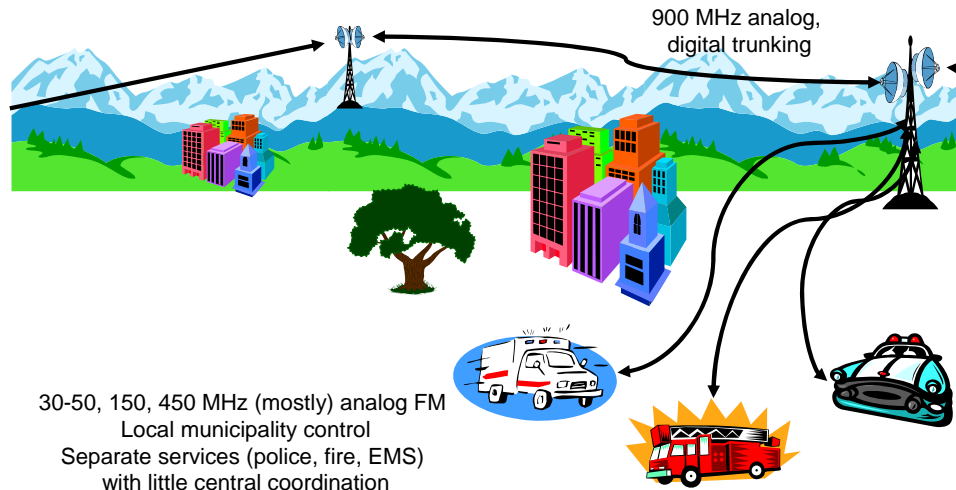 900 MHz analog,
digital trunking
30-50, 150, 450 MHz (mostly) analog FM
Local municipality control
Separate services (police, fire, EMS)
with little central coordination